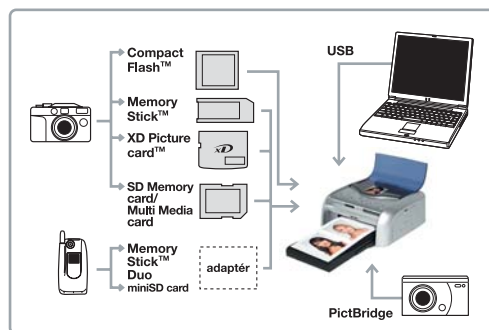 Compact
Flash™
Memory
Stick™
XD Picture
card™
xD
SD Memory
card/
Multi Media
card
Memory
Stick™
Duo
miniSD card
adaptér
USB
PictBridge